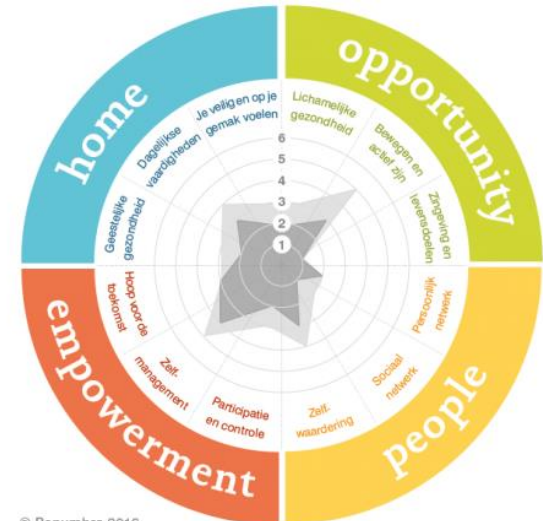 home
opportunity
people
empowerment
Je veilig en op je
gemak voelen
Lichamelijke
gezondheid
Bewegen en
actief zijn
Zingeving en
levensdoelen
Persoonlijk
netwerk
Sociaal
netwerk
Zelf.
waardering
Participatie
en controle
Zelf.
management
Hoop voor de
toekomst
Geestelijke
gezondheid
Dagelijkse
vaardigheden
6
5
4
3
2
1